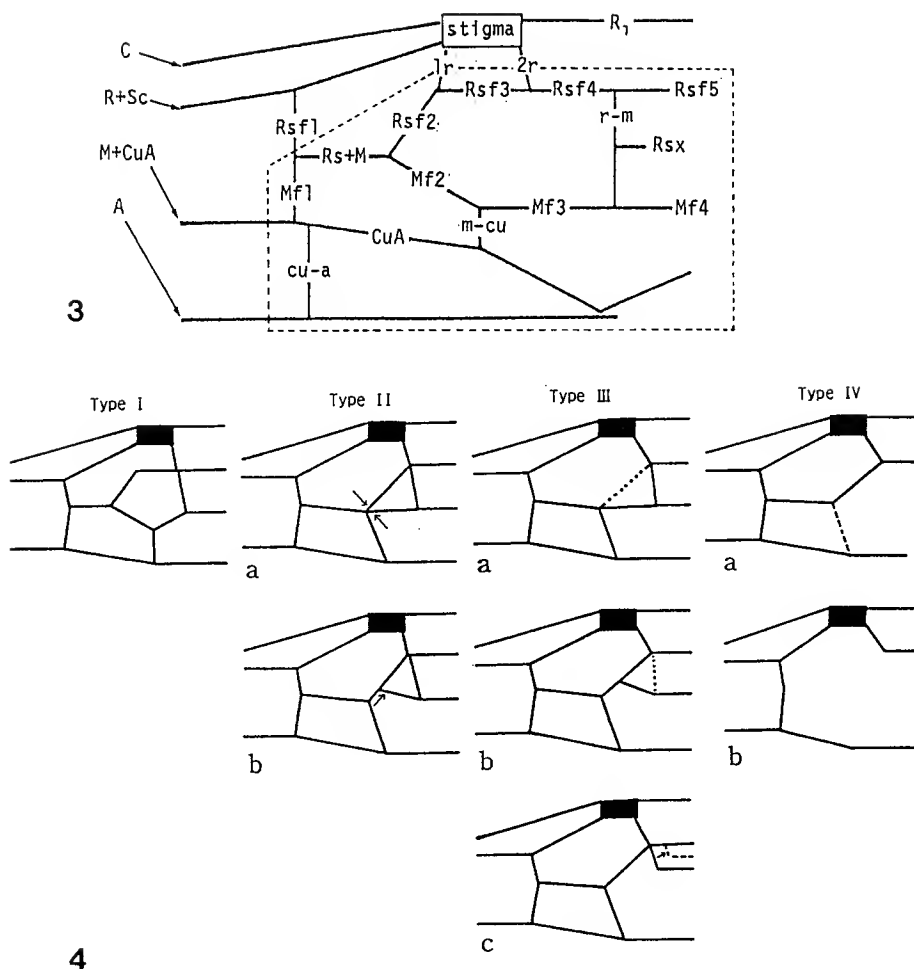 stigma
R₁
C
1r
2r
R+Sc
Rsf3
Rsf4
Rsf5
Rsf1
Rsf2
r-m
M+CuA
Rs+M
Rsx
A
Mf1
Mf2
Mf3
Mf4
CuA
m-cu
cu-a
3
Type I
Type II
Type III
Type IV
a
a
a
b
b
b
c
4